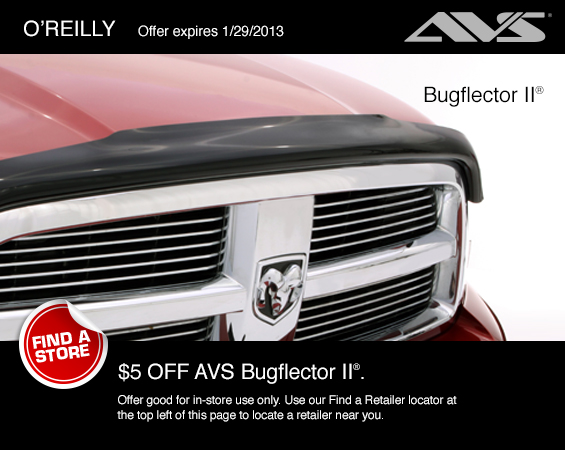 O'REILLY Offer expires 1/29/2013
AVS®
Bugflector II®
FIND A
STORE
$5 OFF AVS Bugflector II®.
Offer good for in-store use only. Use our Find a Retailer locator at
the top left of this page to locate a retailer near you.